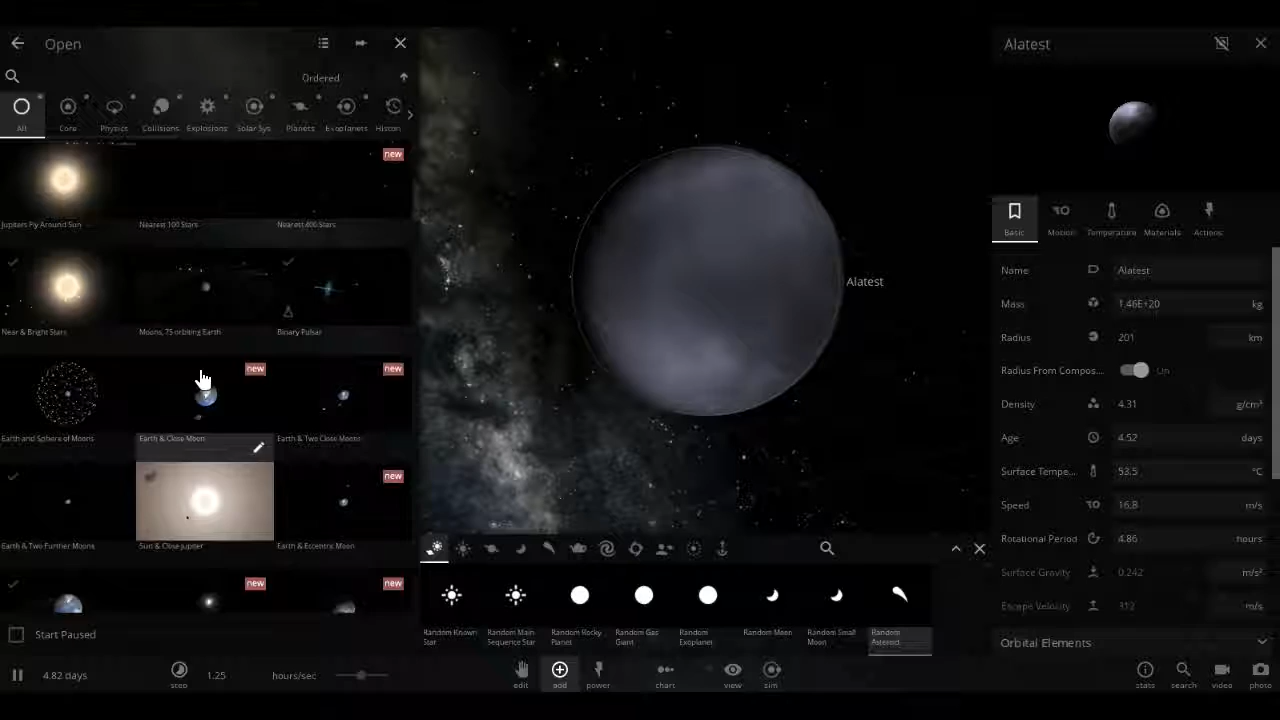 Open
Ordered
All
Core
Physics
Collisions
Explosions
Solar Sys
Planets
Exoplanets
Histori
new
Jupiters Fly Around Sun
Nearest 100 Stars
Nearest 400 Stars
Near & Bright Stars
Moons, 75 orbiting Earth
Binary Pulsar
new
new
Earth and Sphere of Moons
Earth & Close Moon
Earth & Two Close Moons
new
Earth & Two Further Moons
Sun & Close Jupiter
Earth & Eccentric Moon
new
new
Start Paused
4.82 days
step
1.25
hours/sec
Alatest
Random Known Star
Random Main Sequence Star
Random Rocky Planet
Random Gas Giant
Random Exoplanet
Random Moon
Random Small Moon
Random Asteroid
edit
add
power
chart
view
sim
Alatest
Basic
Motion
Temperature
Materials
Actions
Name Alatest
Mass 1.46E+20 kg
Radius 201 km
Radius From Compos... On
Density 4.31 g/cm³
Age 4.52 days
Surface Tempe... 53.5 °C
Speed 16.8 m/s
Rotational Period 4.86 hours
Surface Gravity 0.242 m/s²
Escape Velocity 312 m/s
Orbital Elements
stats
search
video
photo